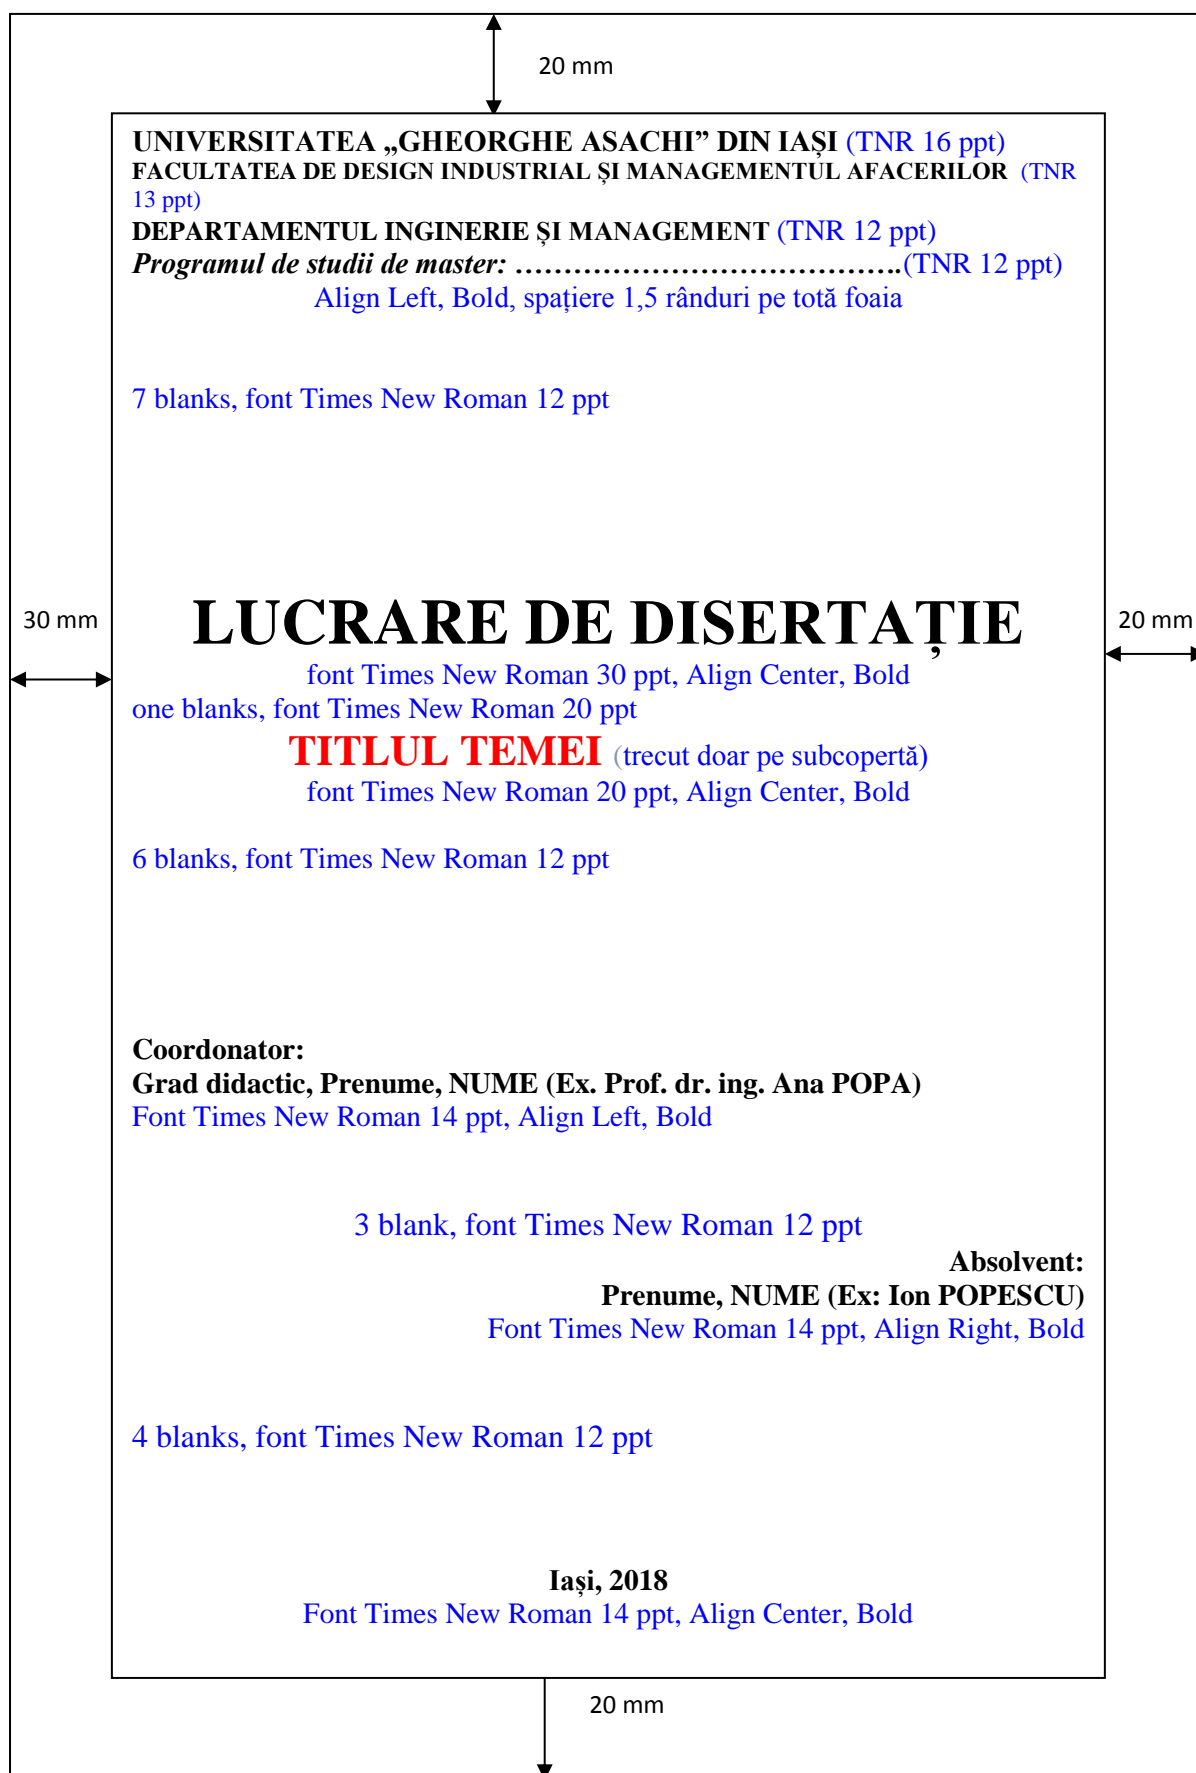 20 mm
UNIVERSITATEA „GHEORGHE ASACHI” DIN IAȘI (TNR 16 ppt)
FACULTATEA DE DESIGN INDUSTRIAL ȘI MANAGEMENTUL AFACERILOR (TNR
13 ppt)
DEPARTAMENTUL INGINERIE ȘI MANAGEMENT (TNR 12 ppt)
Programul de studii de master: ………………………………….(TNR 12 ppt)
Align Left, Bold, spațiere 1,5 rânduri pe totă foaia
7 blanks, font Times New Roman 12 ppt
30 mm
LUCRARE DE DISERTAȚIE
20 mm
font Times New Roman 30 ppt, Align Center, Bold
one blanks, font Times New Roman 20 ppt
TITLUL TEMEI (trecut doar pe subcopertă)
font Times New Roman 20 ppt, Align Center, Bold
6 blanks, font Times New Roman 12 ppt
Coordonator:
Grad didactic, Prenume, NUME (Ex. Prof. dr. ing. Ana POPA)
Font Times New Roman 14 ppt, Align Left, Bold
3 blank, font Times New Roman 12 ppt
Absolvent:
Prenume, NUME (Ex: Ion POPESCU)
Font Times New Roman 14 ppt, Align Right, Bold
4 blanks, font Times New Roman 12 ppt
Iași, 2018
Font Times New Roman 14 ppt, Align Center, Bold
20 mm